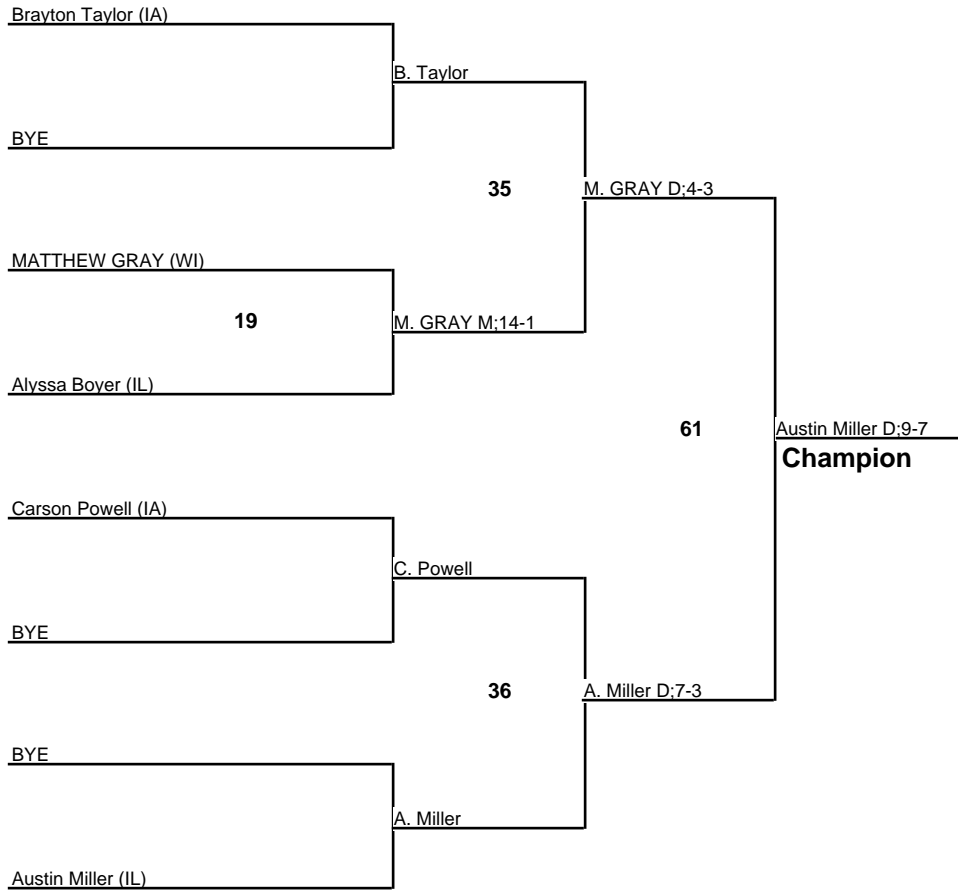 Brayton Taylor (IA)
B. Taylor
BYE
35
M. GRAY D;4-3
MATTHEW GRAY (WI)
19
M. GRAY M;14-1
Alyssa Boyer (IL)
61
Austin Miller D;9-7
Champion
Carson Powell (IA)
C. Powell
BYE
36
A. Miller D;7-3
BYE
A. Miller
Austin Miller (IL)